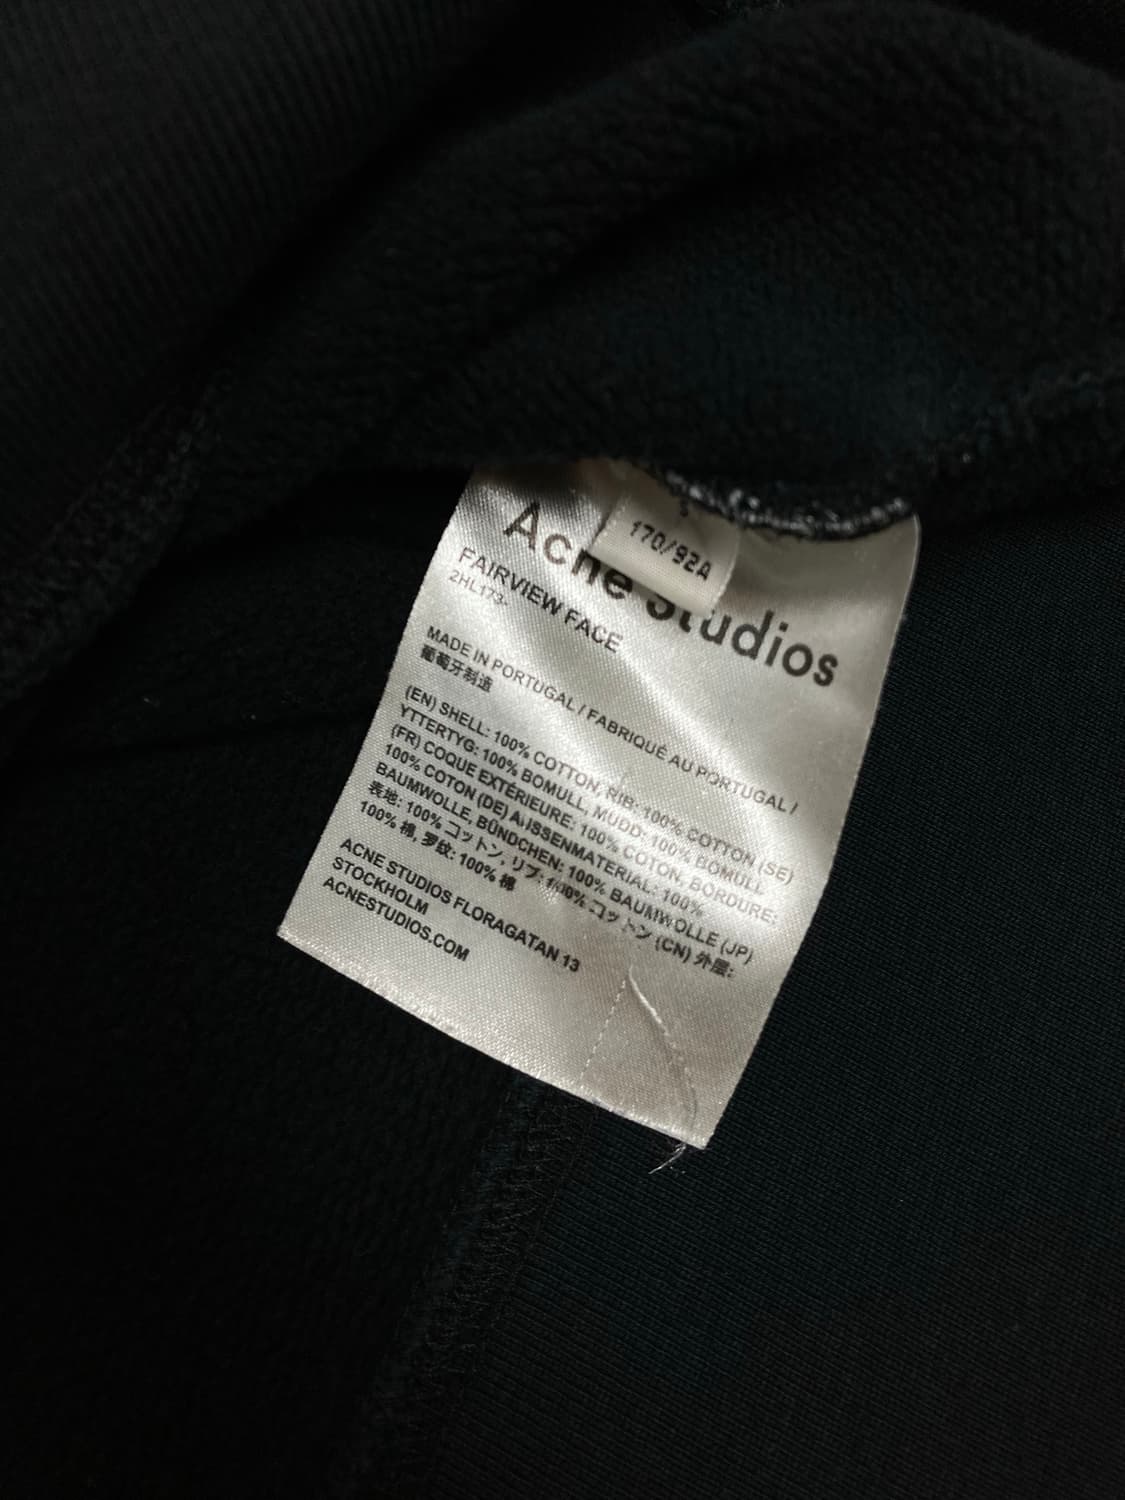 170/92A
Acne Studios
FAIRVIEW FACE
2HL173-
MADE IN PORTUGAL / FABRIQUÉ AU PORTUGAL /
葡萄牙制造
(EN) SHELL: 100% COTTON, RIB: 100% COTTON (SE)
YTTERTYG: 100% BOMULL, MUDD: 100% BOMULL
(FR) COQUE EXTÉRIEURE: 100% COTON, BORDURE:
100% COTON (DE) AUSSENMATERIAL: 100%
BAUMWOLLE, BÜNDCHEN: 100% BAUMWOLLE (JP)
表地: 100% コットン, リブ: 100% コットン (CN) 外层:
100% 棉, 罗纹: 100% 棉
ACNE STUDIOS FLORAGATAN 13
STOCKHOLM
ACNESTUDIOS.COM